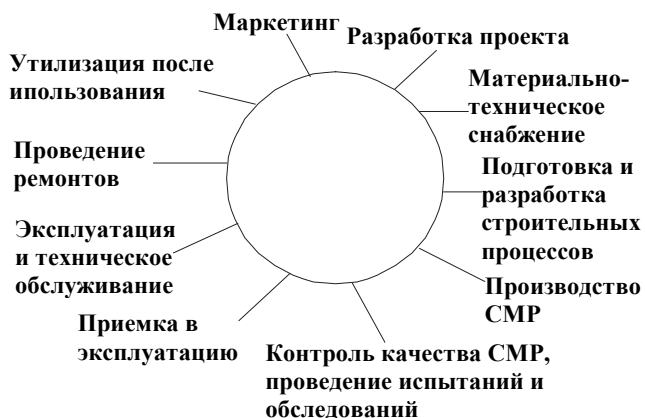 Маркетинг
Разработка проекта
Материально-
техническое
снабжение
Подготовка и
разработка
строительных
процессов
Производство
СМР
Контроль качества СМР,
проведение испытаний и
обследований
Приемка в
эксплуатацию
Эксплуатация
и техническое
обслуживание
Проведение
ремонтов
Утилизация после
ипользования